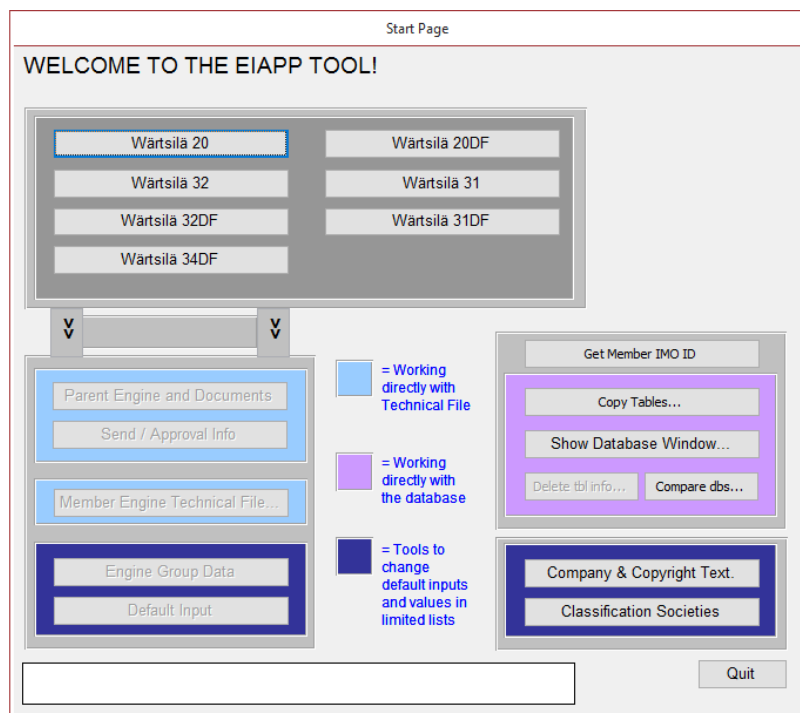 Start Page
WELCOME TO THE EIAPP TOOL!
Wärtsilä 20
Wärtsilä 20DF
Wärtsilä 32
Wärtsilä 31
Wärtsilä 32DF
Wärtsilä 31DF
Wärtsilä 34DF
>>
>>
Parent Engine and Documents
Send / Approval Info
Member Engine Technical File...
Engine Group Data
Default Input
= Working
directly with
Technical File
= Working
directly with
the database
= Tools to
change
default inputs
and values in
limited lists
Get Member IMO ID
Copy Tables...
Show Database Window...
Delete tbl info...
Compare dbs...
Company & Copyright Text.
Classification Societies
Quit